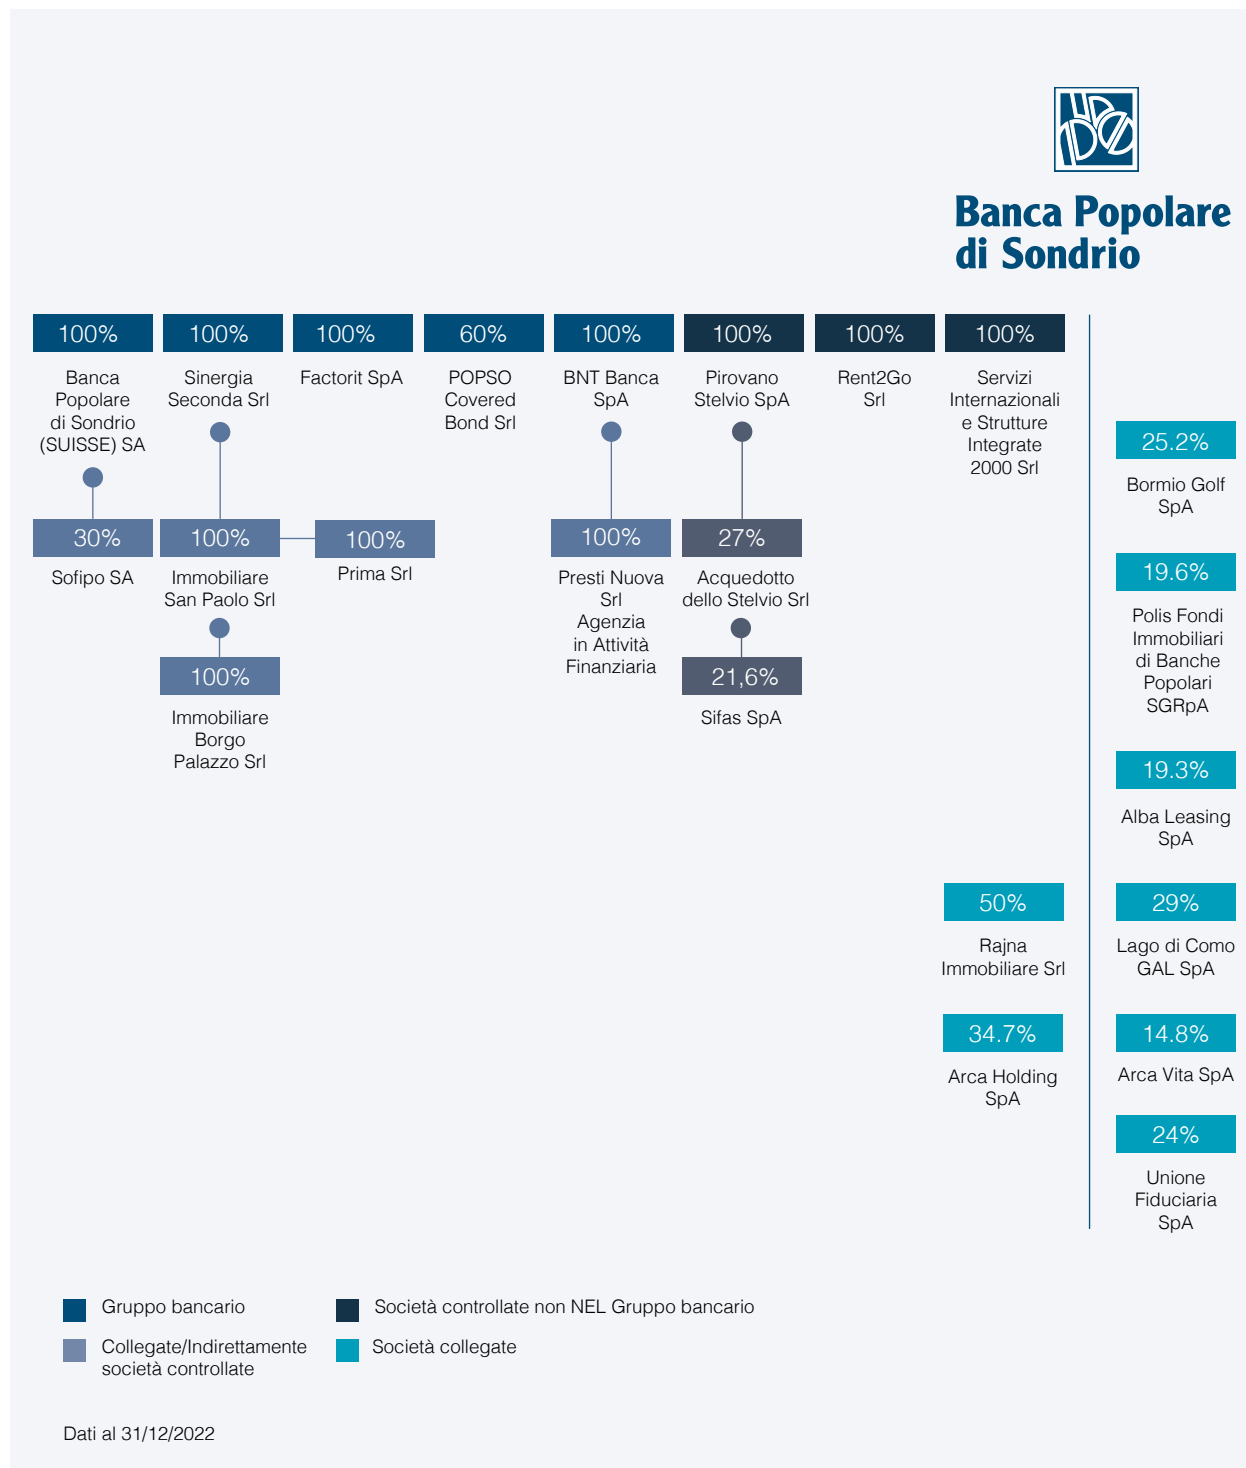 Banca Popolare
di Sondrio
100%
Banca
Popolare
di Sondrio
(SUISSE) SA
100%
Sinergia
Seconda Srl
100%
Factorit SpA
60%
POPSO
Covered
Bond Srl
100%
BNT Banca
SpA
100%
Pirovano
Stelvio SpA
100%
Rent2Go
Srl
100%
Servizi
Internazionali
e Strutture
Integrate
2000 Srl
30%
Sofipo SA
100%
Immobiliare
San Paolo Srl
100%
Prima Srl
100%
Presti Nuova
Srl
Agenzia
in Attività
Finanziaria
27%
Acquedotto
dello Stelvio Srl
100%
Immobiliare
Borgo
Palazzo Srl
21,6%
Sifas SpA
25.2%
Bormio Golf
SpA
19.6%
Polis Fondi
Immobiliari
di Banche
Popolari
SGRpA
19.3%
Alba Leasing
SpA
50%
Rajna
Immobiliare Srl
29%
Lago di Como
GAL SpA
34.7%
Arca Holding
SpA
14.8%
Arca Vita SpA
24%
Unione
Fiduciaria
SpA
Gruppo bancario
Società controllate non NEL Gruppo bancario
Collegate/Indirettamente
società controllate
Società collegate
Dati al 31/12/2022